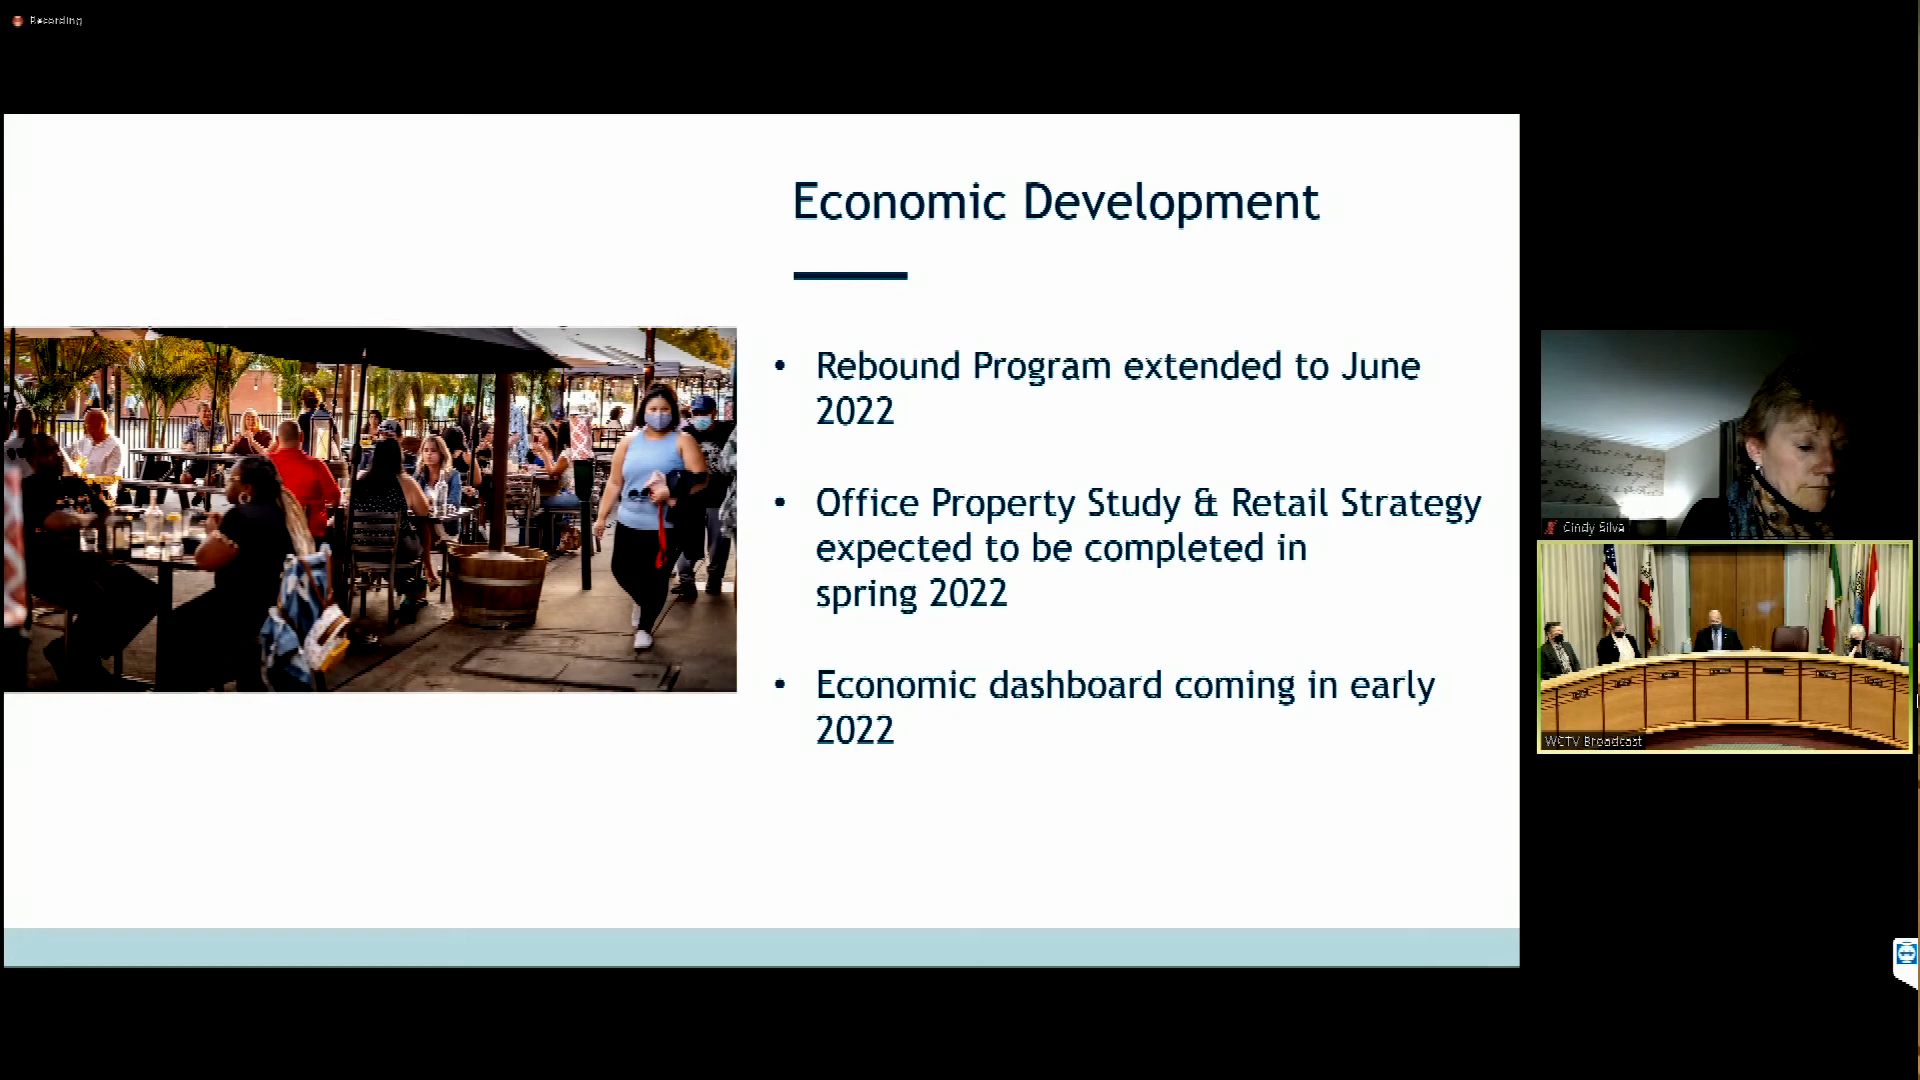 Recording
Economic Development
• Rebound Program extended to June
2022
• Office Property Study & Retail Strategy
expected to be completed in
spring 2022
• Economic dashboard coming in early
2022
Cindy Silva
WCTV Broadcast